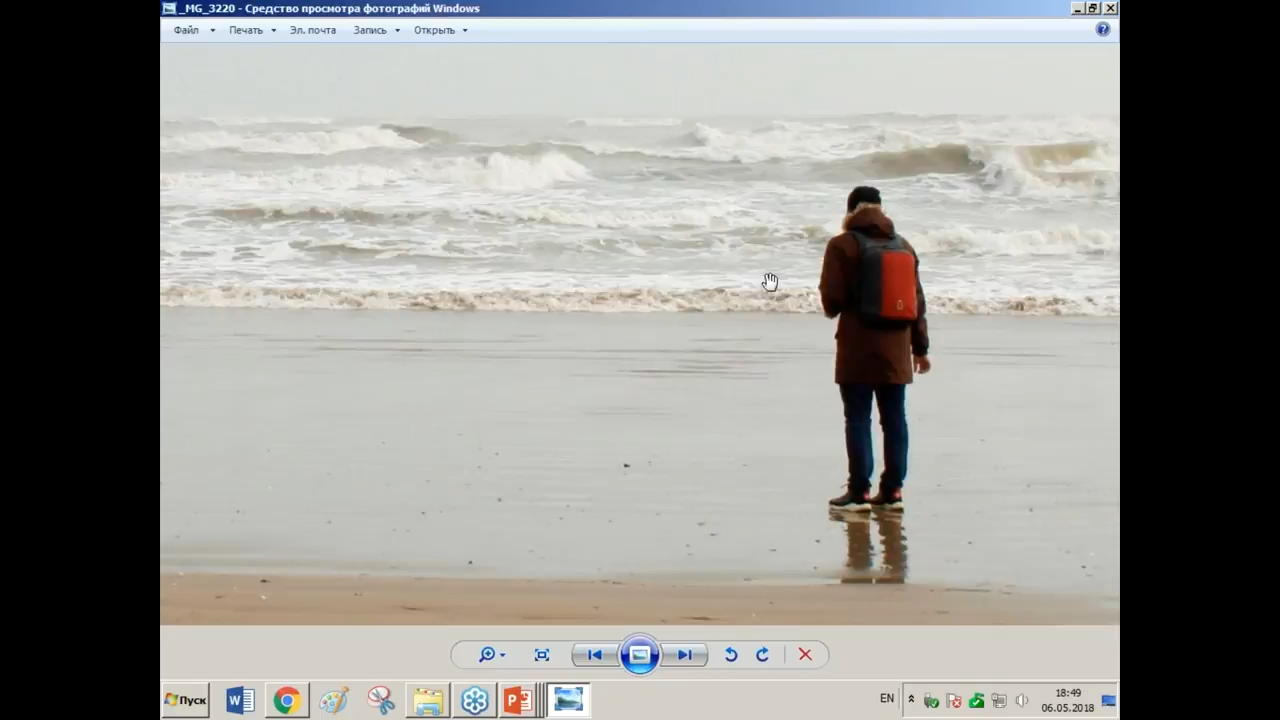 _MG_3220 - Средство просмотра фотографий Windows
Файл Печать Эл. почта Запись Открыть
Пуск
EN
18:49
06.05.2018